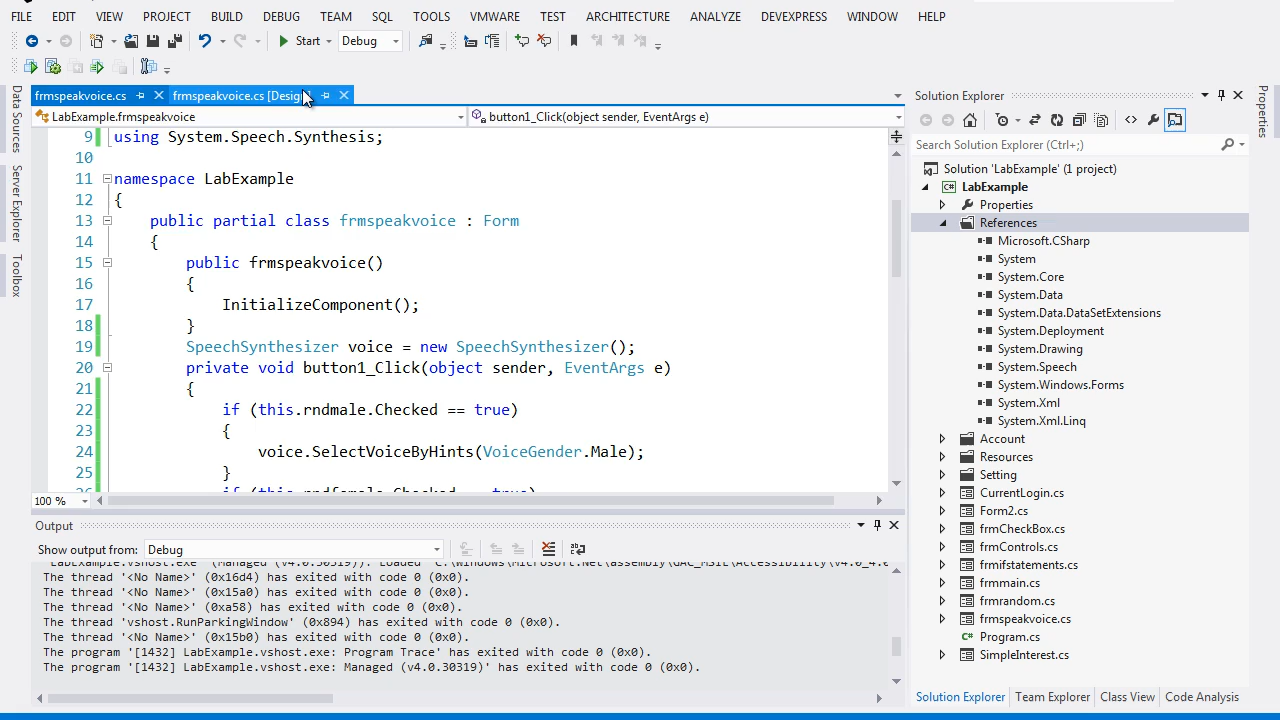 FILE EDIT VIEW PROJECT BUILD DEBUG TEAM SQL TOOLS VMWARE TEST ARCHITECTURE ANALYZE DEVEXPRESS WINDOW HELP
Start Debug
frmspeakvoice.cs frmspeakvoice.cs [Design]
LabExample.frmspeakvoice button1_Click(object sender, EventArgs e)
9 using System.Speech.Synthesis;
10
11 namespace LabExample
12 {
13 public partial class frmspeakvoice : Form
14 {
15 public frmspeakvoice()
16 {
17 InitializeComponent();
18 }
19 SpeechSynthesizer voice = new SpeechSynthesizer();
20 private void button1_Click(object sender, EventArgs e)
21 {
22 if (this.rndmale.Checked == true)
23 {
24 voice.SelectVoiceByHints(VoiceGender.Male);
25 }
100 %
Output
Show output from: Debug
The thread '<No Name>' (0x16d4) has exited with code 0 (0x0).
The thread '<No Name>' (0x15a0) has exited with code 0 (0x0).
The thread '<No Name>' (0xa58) has exited with code 0 (0x0).
The thread 'vshost.RunParkingWindow' (0x894) has exited with code 0 (0x0).
The thread '<No Name>' (0x15b0) has exited with code 0 (0x0).
The program '[1432] LabExample.vshost.exe: Program Trace' has exited with code 0 (0x0).
The program '[1432] LabExample.vshost.exe: Managed (v4.0.30319)' has exited with code 0 (0x0).
Data Sources
Server Explorer
Toolbox
Solution Explorer
Search Solution Explorer (Ctrl+;)
Solution 'LabExample' (1 project)
LabExample
Properties
References
Microsoft.CSharp
System
System.Core
System.Data
System.Data.DataSetExtensions
System.Deployment
System.Drawing
System.Speech
System.Windows.Forms
System.Xml
System.Xml.Linq
Account
Resources
Setting
CurrentLogin.cs
Form2.cs
frmCheckBox.cs
frmControls.cs
frmifstatements.cs
frmmain.cs
frmrandom.cs
frmspeakvoice.cs
Program.cs
SimpleInterest.cs
Solution Explorer Team Explorer Class View Code Analysis
Properties